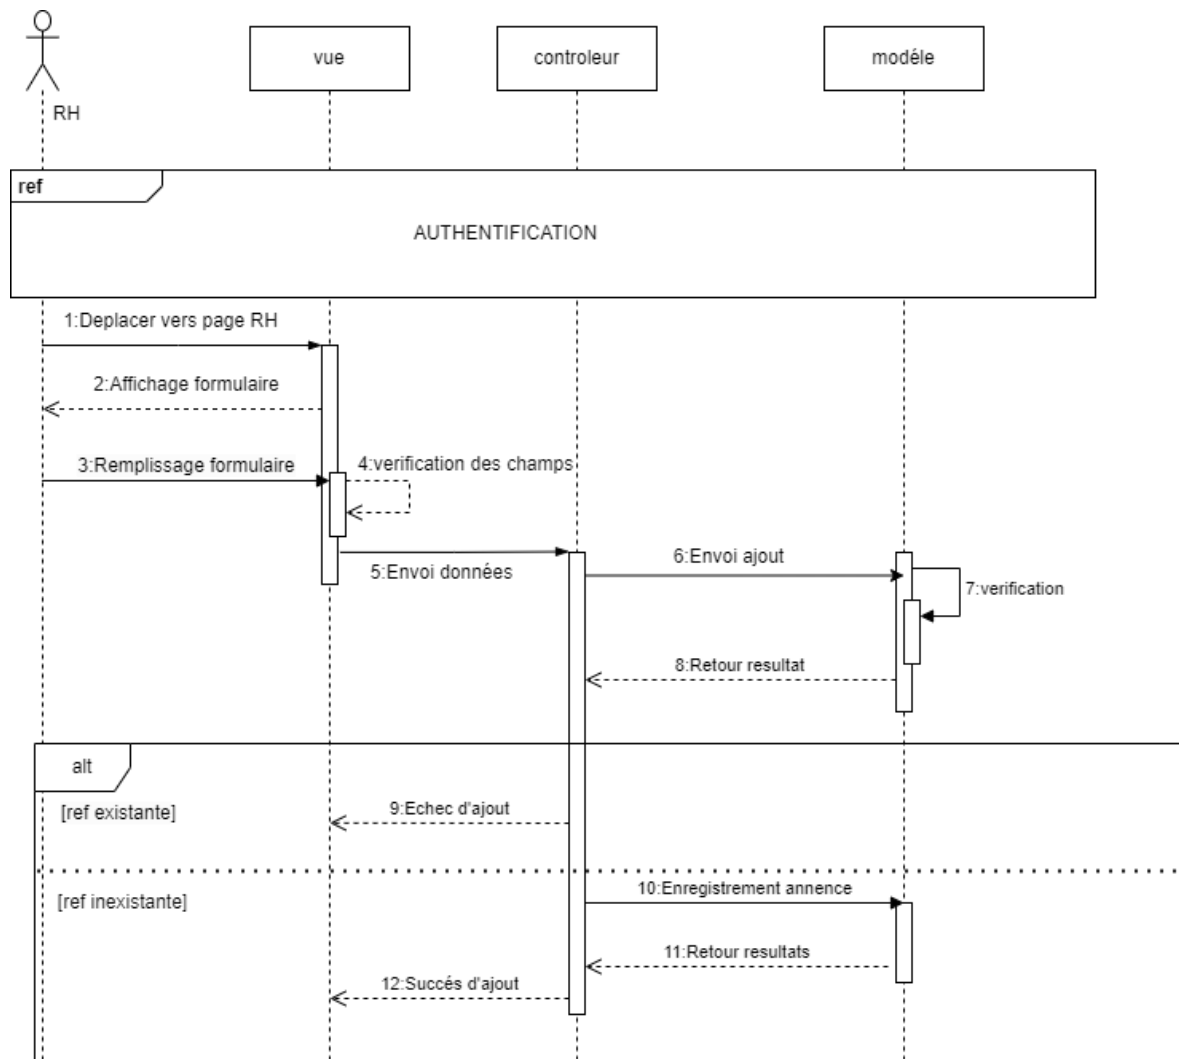 vue
controleur
modéle
RH
ref
AUTHENTIFICATION
1:Deplacer vers page RH
2:Affichage formulaire
3:Remplissage formulaire
4:verification des champs
5:Envoi données
6:Envoi ajout
7:verification
8:Retour resultat
alt
[ref existante]
9:Echec d'ajout
[ref inexistante]
10:Enregistrement annence
11:Retour resultats
12:Succés d'ajout